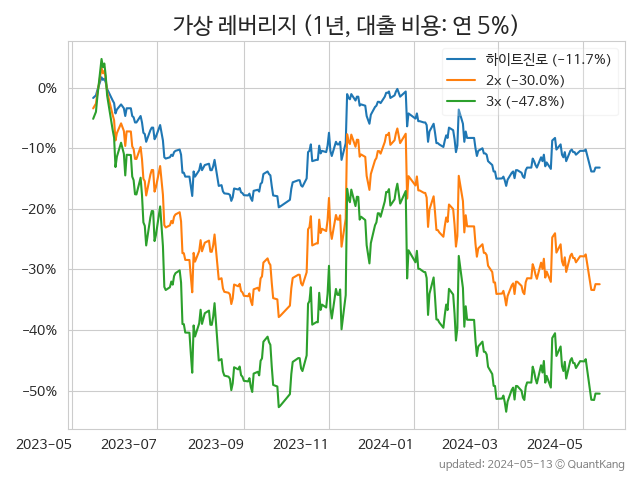 가상 레버리지 (1년, 대출 비용: 연 5%)
하이트진로 (−11.7%)
2x (−30.0%)
3x (−47.8%)
0%
−10%
−20%
−30%
−40%
−50%
2023-05 2023-07 2023-09 2023-11 2024-01 2024-03 2024-05
updated: 2024-05-13 © QuantKang